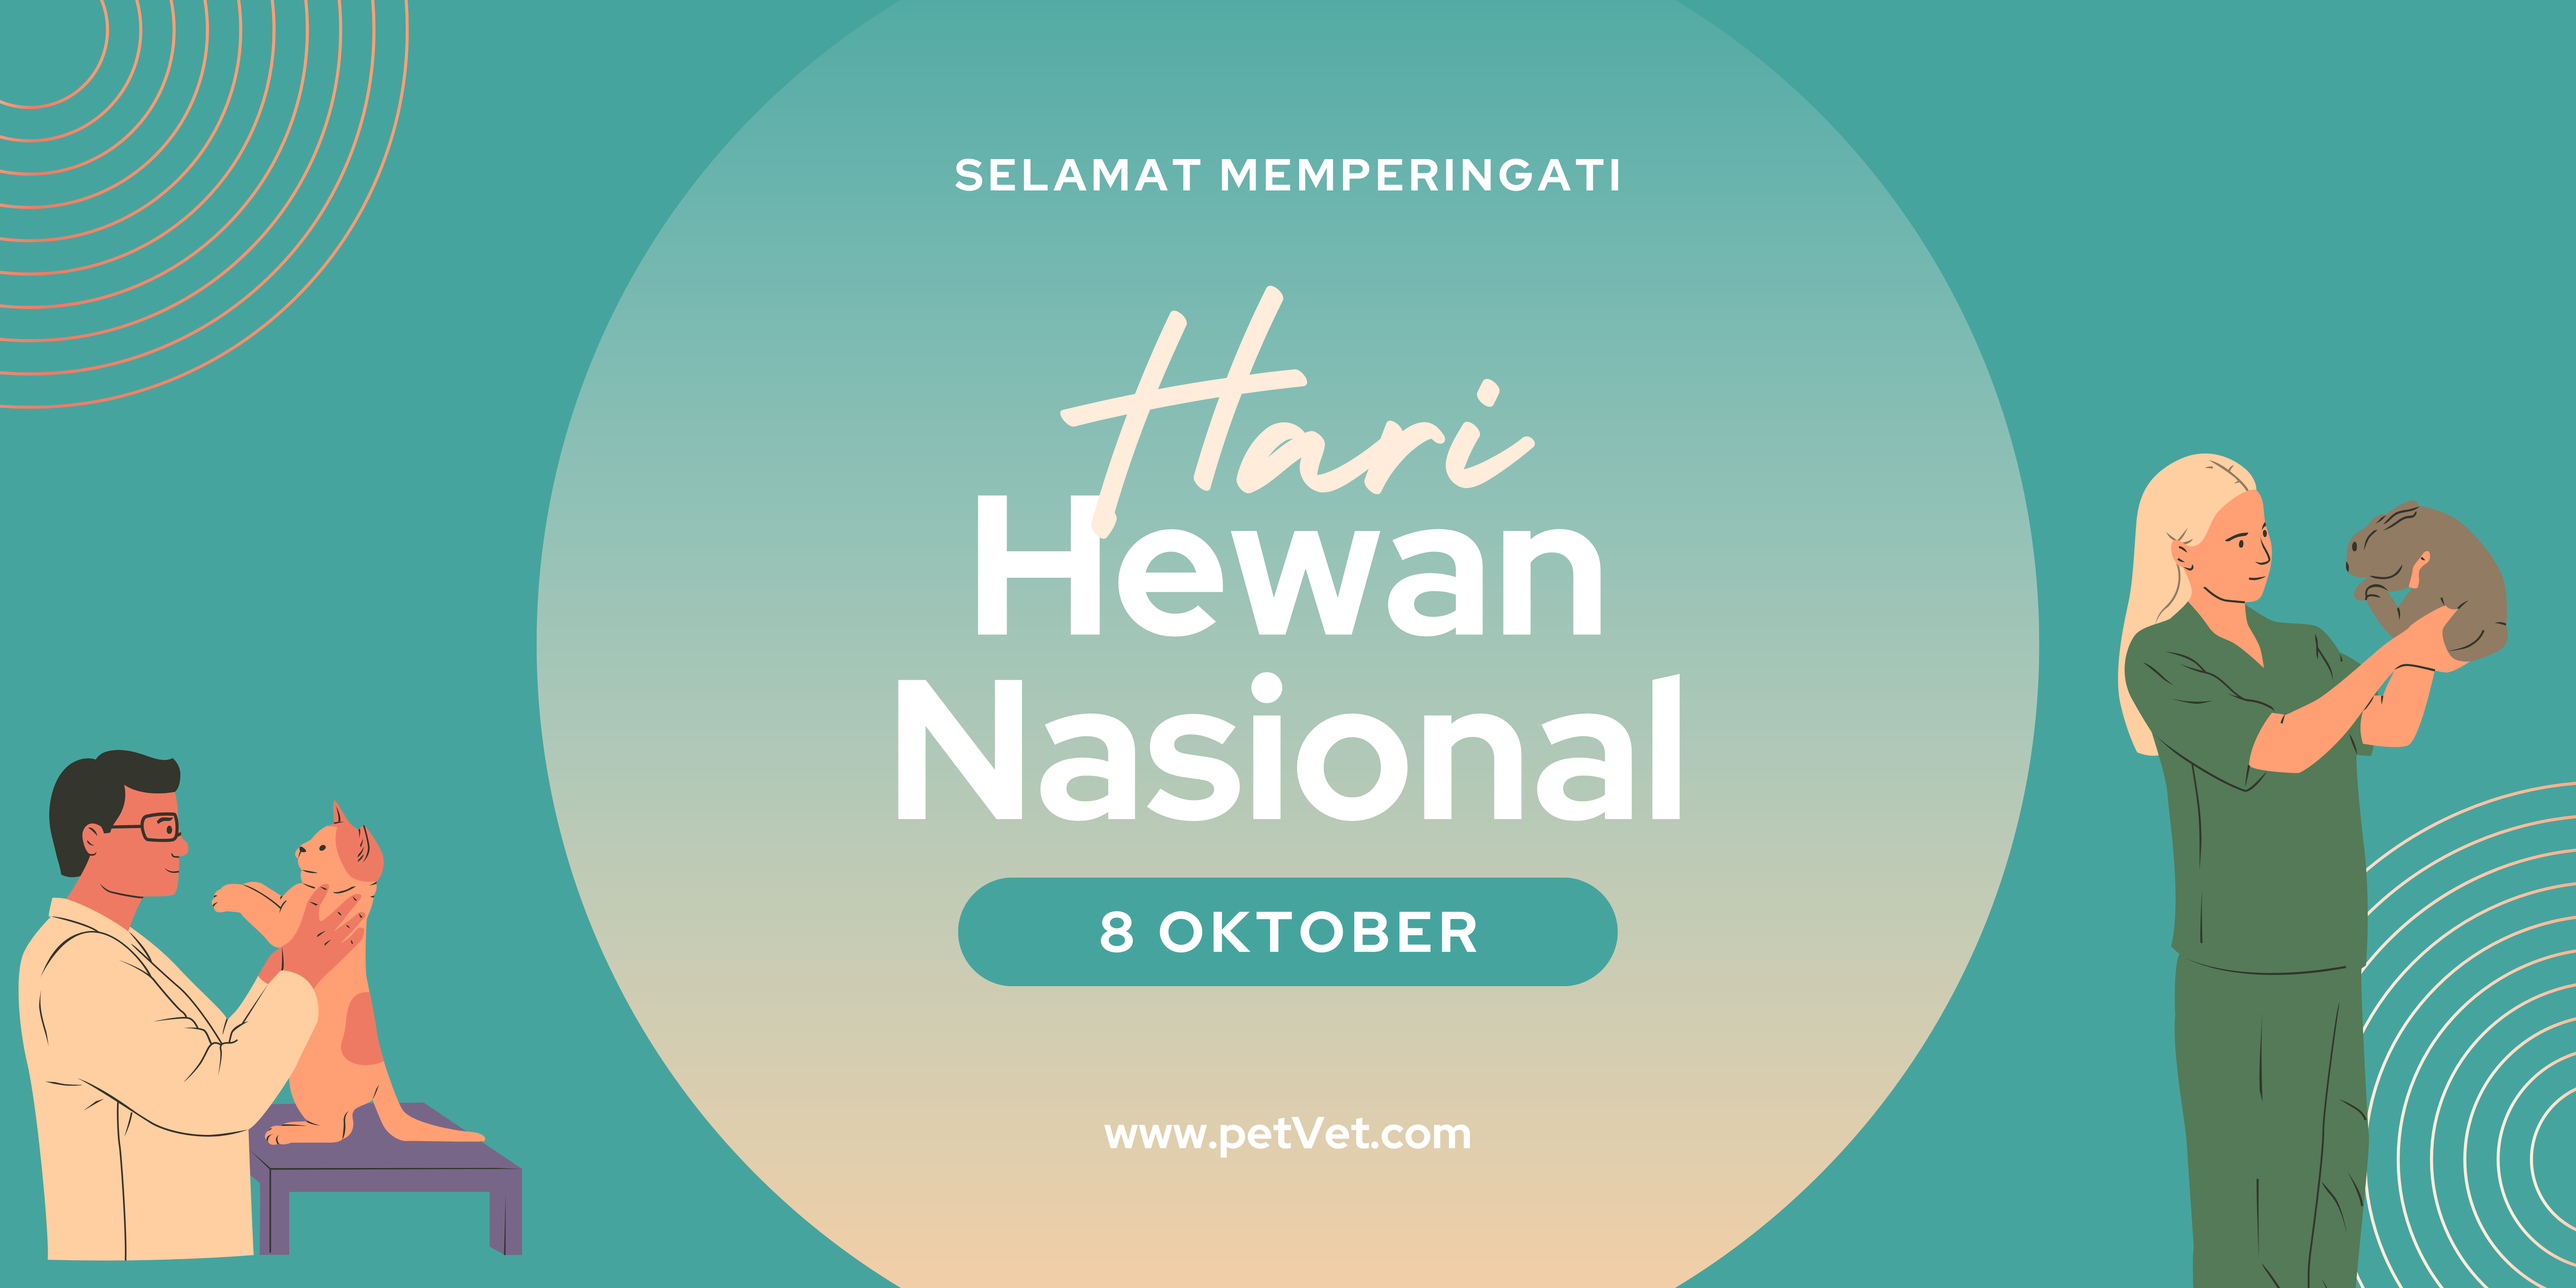 SELAMAT MEMPERINGATI
Hari
Hewan
Nasional
8 OKTOBER
www.petVet.com